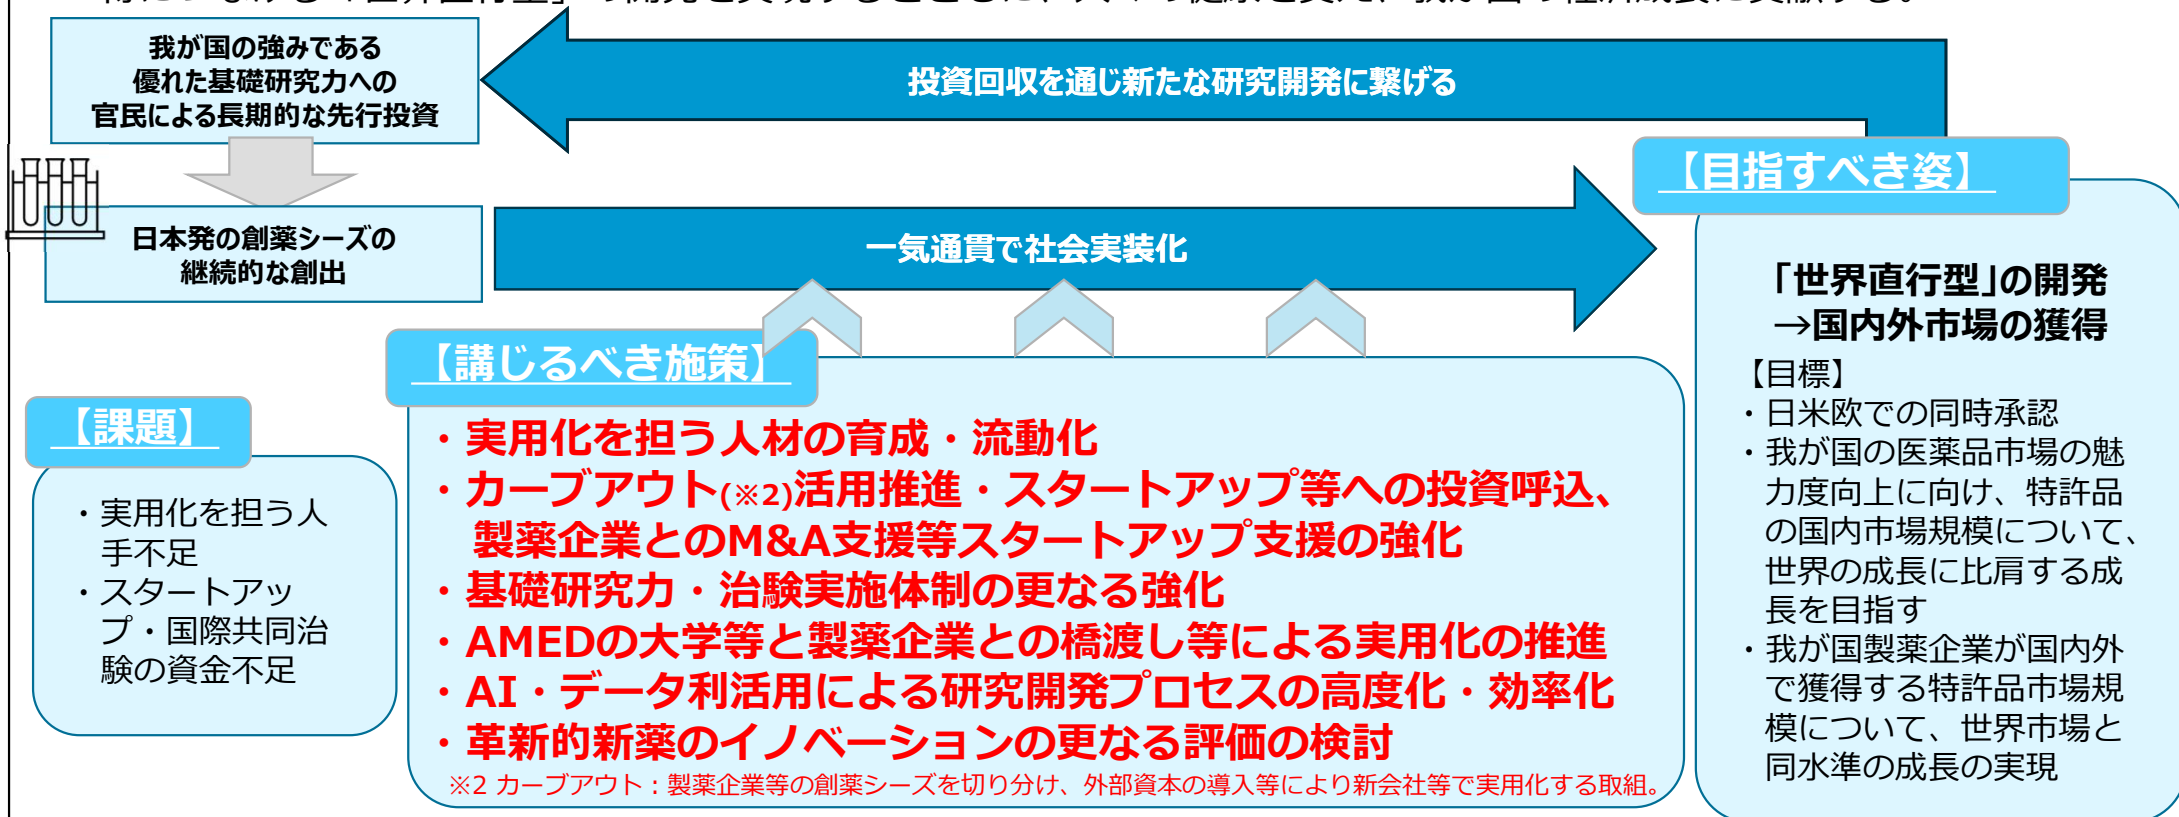 我が国の強みである
優れた基礎研究力への
官民による長期的な先行投資
投資回収を通じ新たな研究開発に繋げる
日本発の創薬シーズの
継続的な創出
一気通貫で社会実装化
【課題】
・実用化を担う人
手不足
・スタートアッ
プ・国際共同治
験の資金不足
【講じるべき施策】
・実用化を担う人材の育成・流動化
・カーブアウト(※2)活用推進・スタートアップ等への投資呼込、
製薬企業とのM&A支援等スタートアップ支援の強化
・基礎研究力・治験実施体制の更なる強化
・AMEDの大学等と製薬企業との橋渡し等による実用化の推進
・AI・データ利活用による研究開発プロセスの高度化・効率化
・革新的新薬のイノベーションの更なる評価の検討
※2 カーブアウト：製薬企業等の創薬シーズを切り分け、外部資本の導入等により新会社等で実用化する取組。
【目指すべき姿】
「世界直行型」の開発
→国内外市場の獲得
【目標】
・日米欧での同時承認
・我が国の医薬品市場の魅
力度向上に向け、特許品
の国内市場規模について、
世界の成長に比肩する成
長を目指す
・我が国製薬企業が国内外
で獲得する特許品市場規
模について、世界市場と
同水準の成長の実現